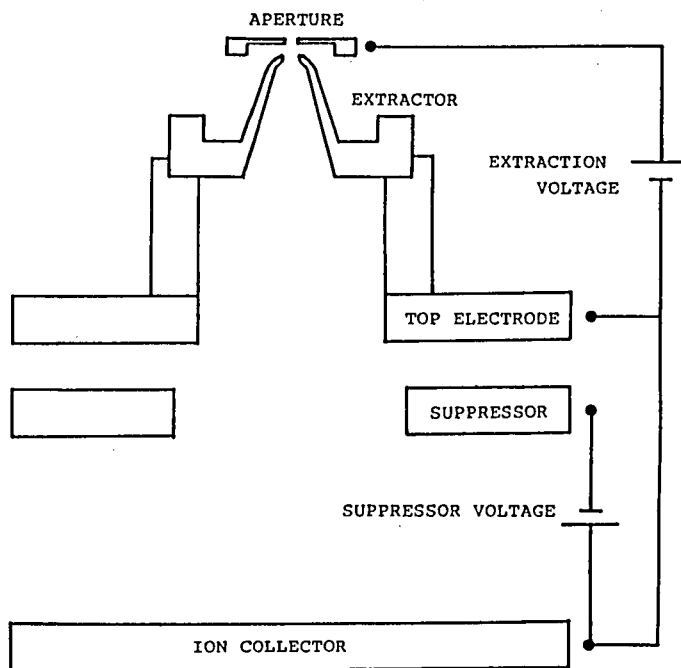 APERTURE
EXTRACTOR
EXTRACTION
VOLTAGE
TOP ELECTRODE
SUPPRESSOR
SUPPRESSOR VOLTAGE
ION COLLECTOR